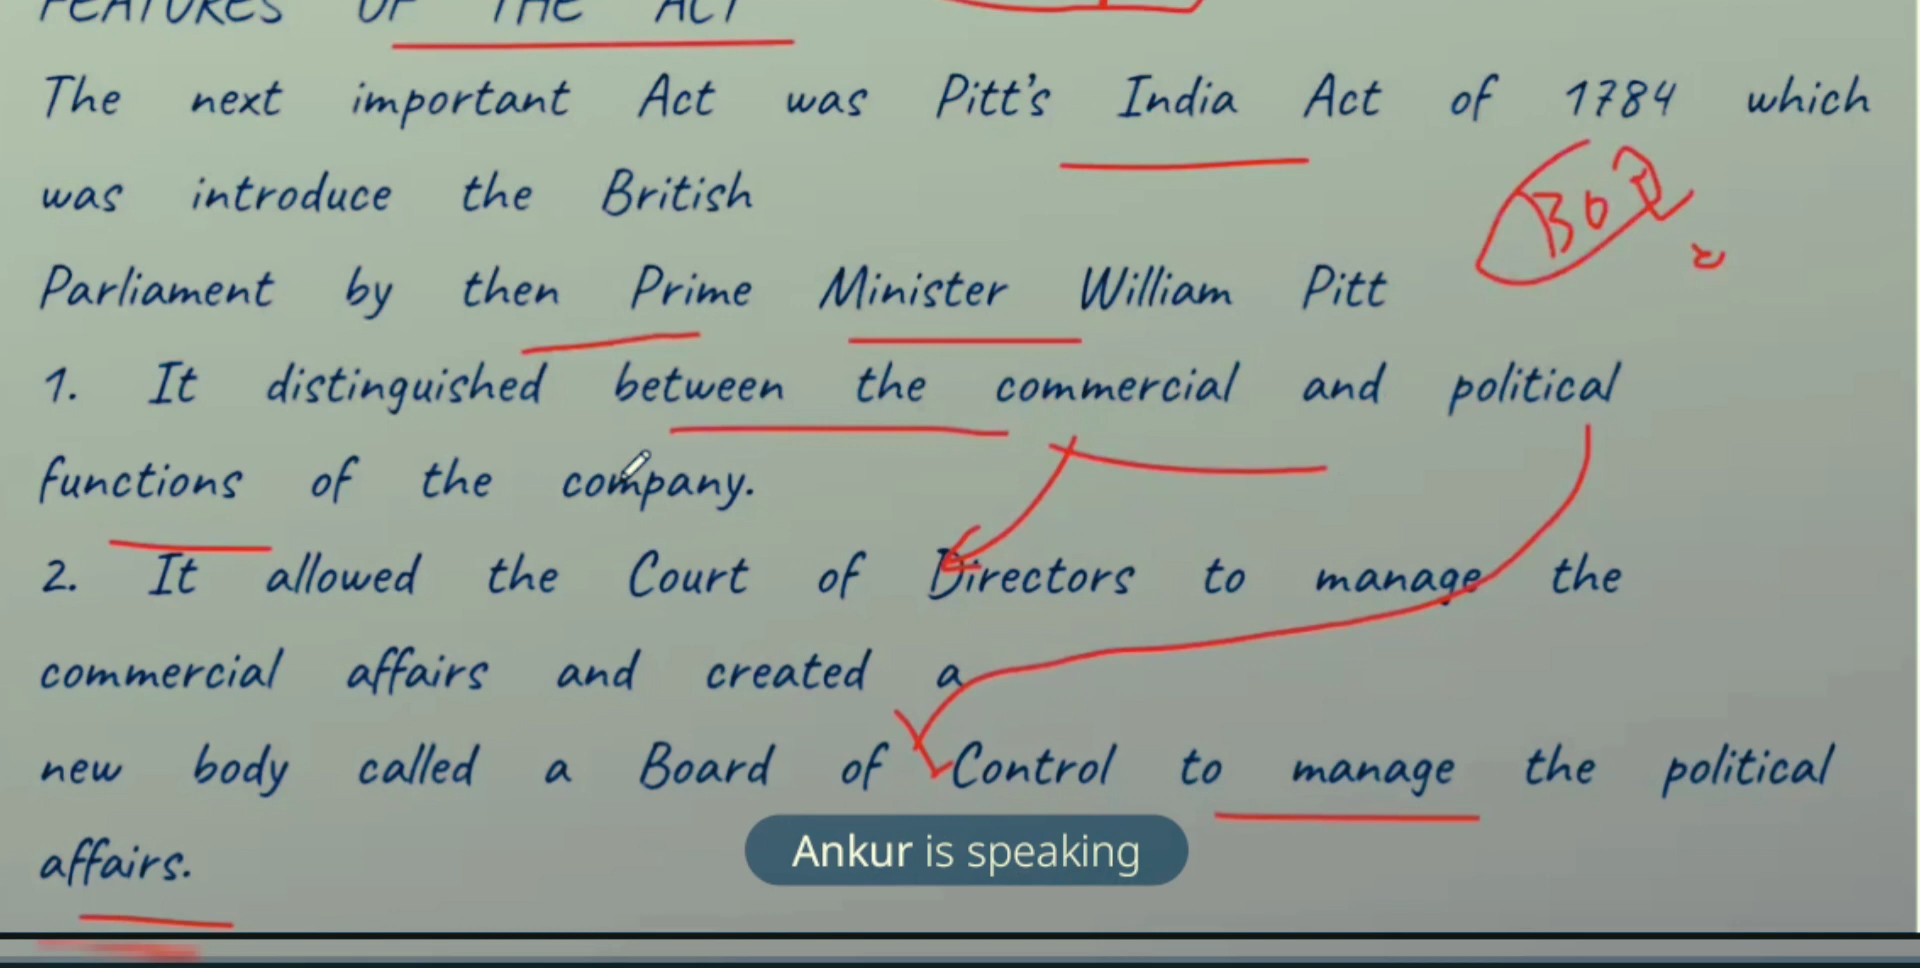 FEATURES OF THE ACT
The next important Act was Pitt's India Act of 1784 which
was introduce the British
Parliament by then Prime Minister William Pitt
1. It distinguished between the commercial and political
functions of the company.
2. It allowed the Court of Directors to manage the
commercial affairs and created a
new body called a Board of Control to manage the political
affairs.
Ankur is speaking